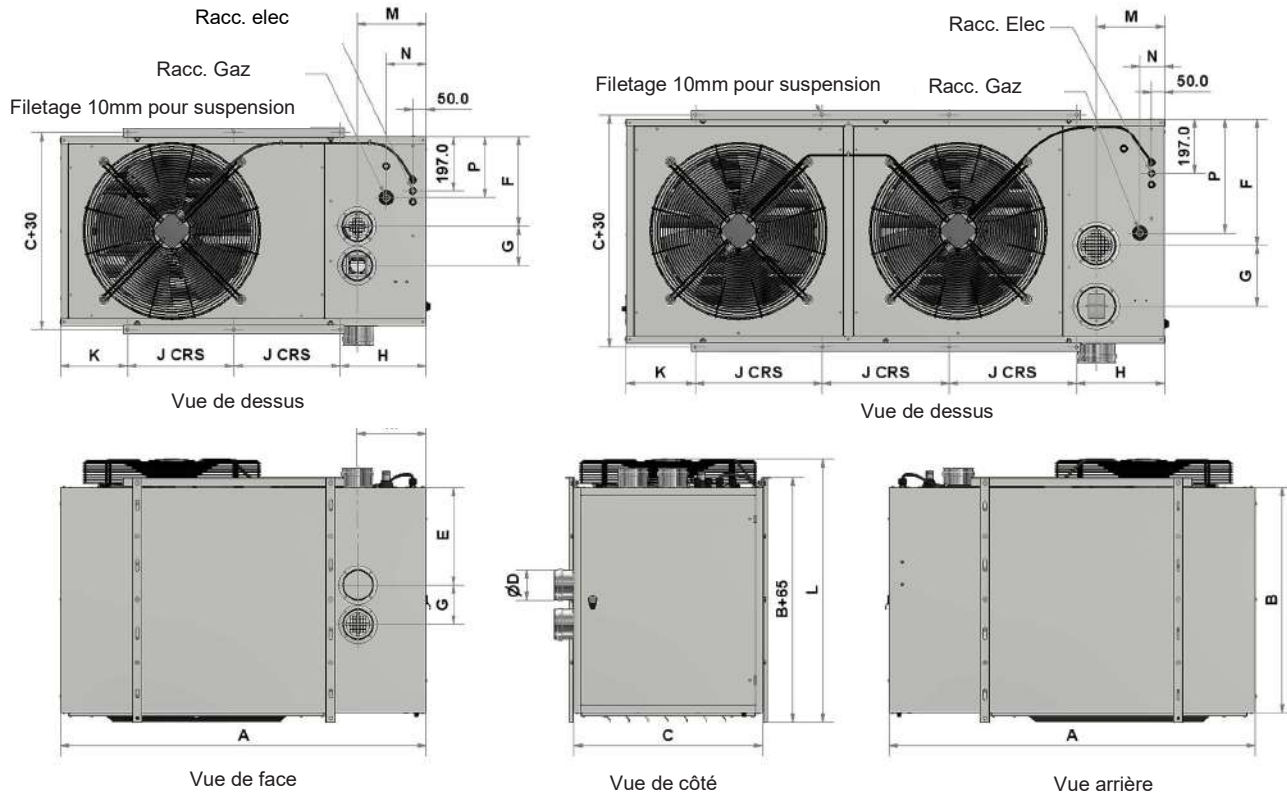 Racc. elec
M
N
Racc. Gaz
50.0
Filetage 10mm pour suspension
C+30
197.0
P
F
G
K
J CRS
J CRS
H
Vue de dessus
M
Racc. Elec
N
Filetage 10mm pour suspension
Racc. Gaz
50.0
C+30
197.0
P
F
G
K
J CRS
J CRS
J CRS
H
Vue de dessus
E
G
A
Vue de face
ØD
B+65
L
C
Vue de côté
B
A
Vue arrière